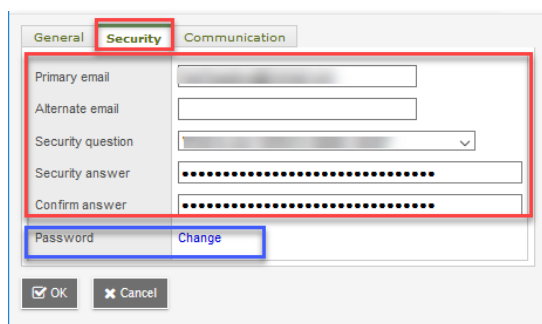 General Security Communication
Primary email
Alternate email
Security question
Security answer
Confirm answer
Password Change
OK Cancel